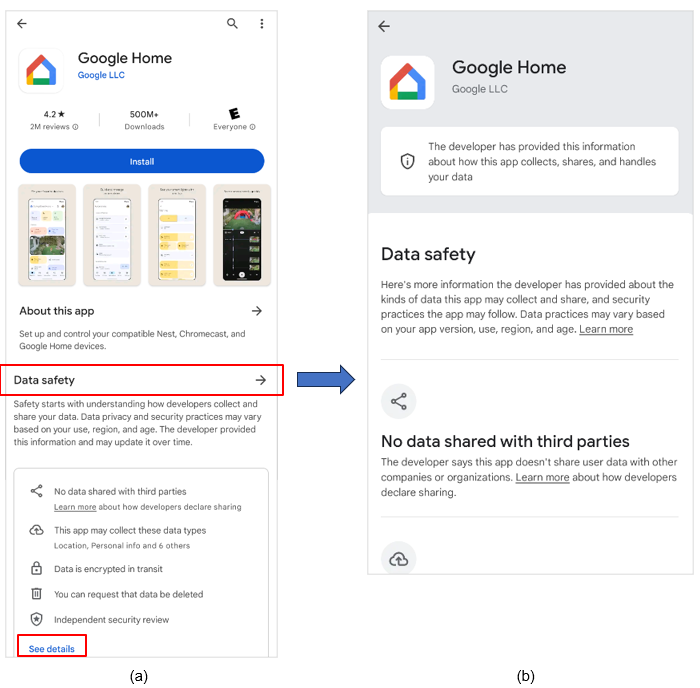 Google Home
Google LLC
4.2★
2M reviews
500M+
Downloads
E
Everyone
Install
About this app
Set up and control your compatible Nest, Chromecast, and
Google Home devices.
Data safety
Safety starts with understanding how developers collect and
share your data. Data privacy and security practices may vary
based on your use, region, and age. The developer provided
this information and may update it over time.
No data shared with third parties
Learn more about how developers declare sharing
This app may collect these data types
Location, Personal info and 6 others
Data is encrypted in transit
You can request that data be deleted
Independent security review
See details
(a)
Google Home
Google LLC
The developer has provided this information
about how this app collects, shares, and handles
your data
Data safety
Here's more information the developer has provided about the
kinds of data this app may collect and share, and security
practices the app may follow. Data practices may vary based
on your app version, use, region, and age. Learn more
No data shared with third parties
The developer says this app doesn't share user data with other
companies or organizations. Learn more about how developers
declare sharing.
(b)